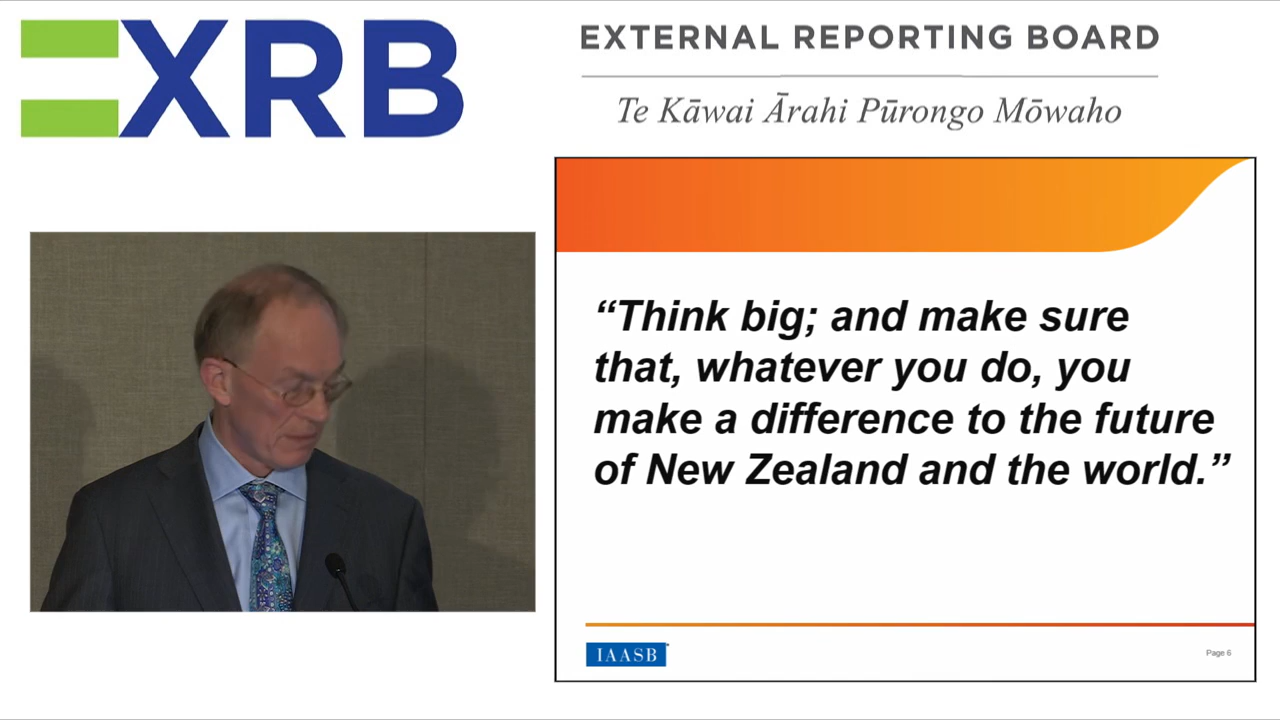 EXRB
EXTERNAL REPORTING BOARD
Te Kāwai Ārahi Pūrongo Mōwaho
“Think big; and make sure
that, whatever you do, you
make a difference to the future
of New Zealand and the world.”
IAASB
Page 6